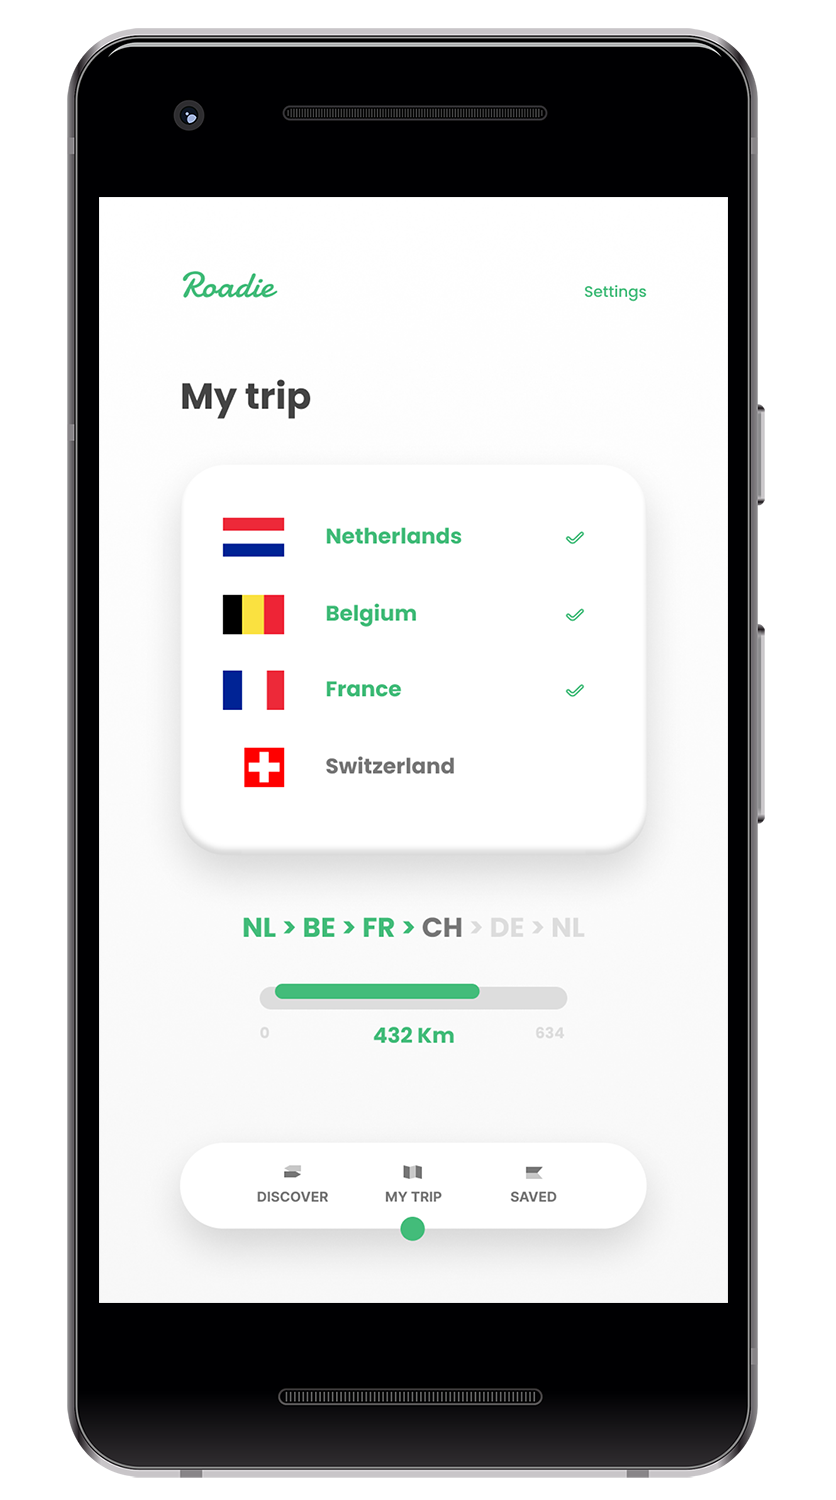 Roadie
Settings
My trip
Netherlands
Belgium
France
Switzerland
NL > BE > FR > CH > DE > NL
0 432 Km 634
DISCOVER MY TRIP SAVED